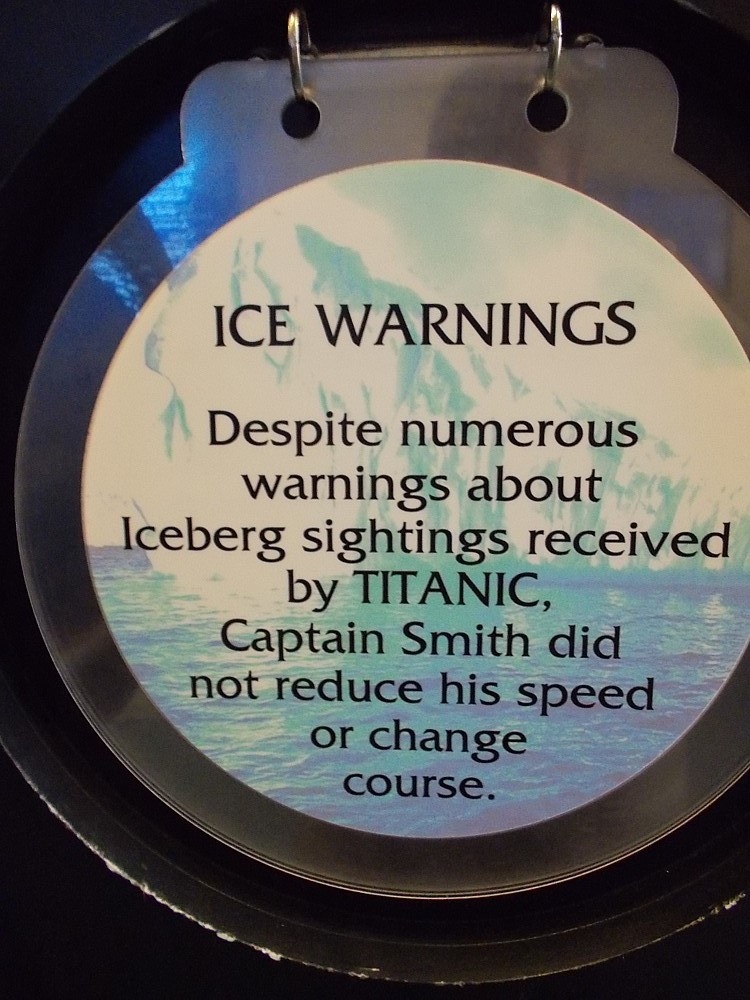 ICE WARNINGS
Despite numerous
warnings about
Iceberg sightings received
by TITANIC,
Captain Smith did
not reduce his speed
or change
course.